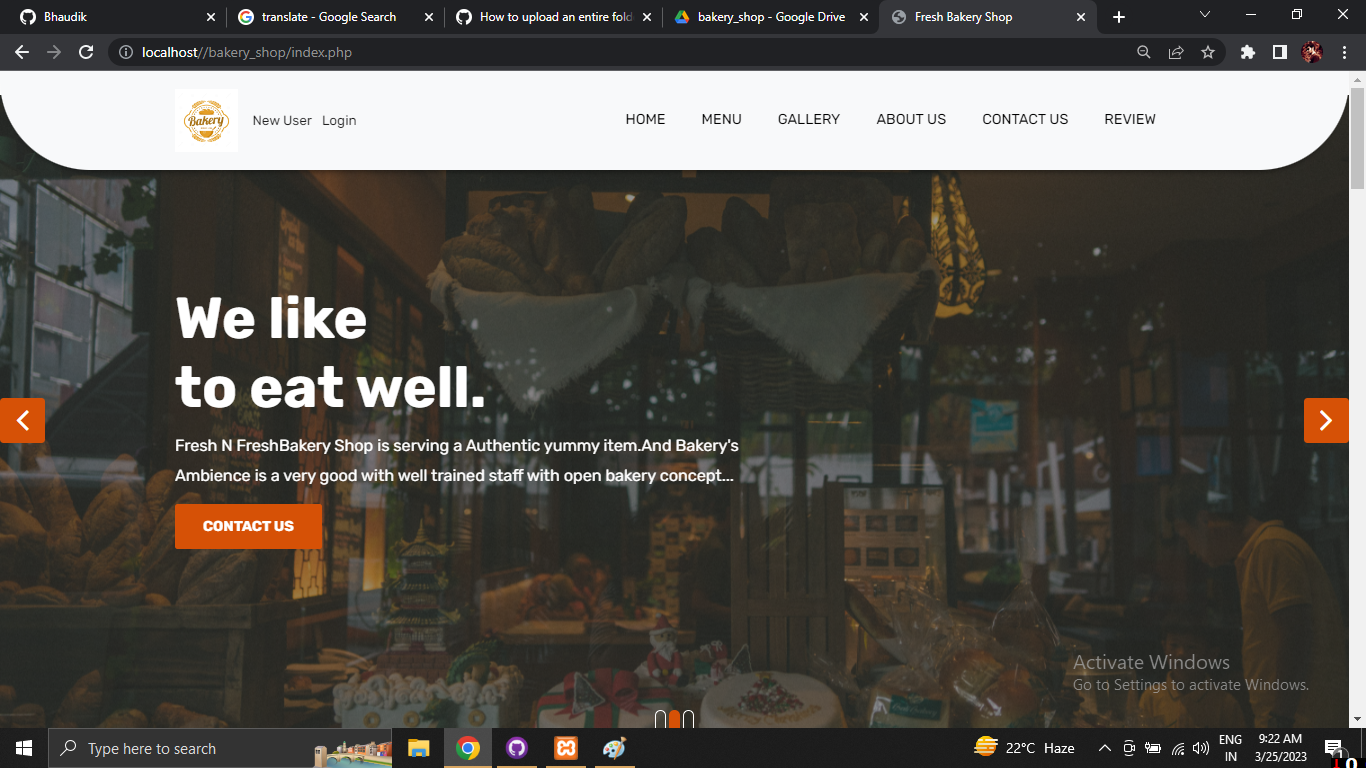 Bhaudik
translate - Google Search
How to upload an entire fold
bakery_shop - Google Drive
Fresh Bakery Shop
localhost//bakery_shop/index.php
Bakery
New User Login
HOME MENU GALLERY ABOUT US CONTACT US REVIEW
We like
to eat well.
Fresh N FreshBakery Shop is serving a Authentic yummy item.And Bakery's
Ambience is a very good with well trained staff with open bakery concept...
CONTACT US
Activate Windows
Go to Settings to activate Windows.
Type here to search
22°C Haze
ENG
IN
9:22 AM
3/25/2023
1